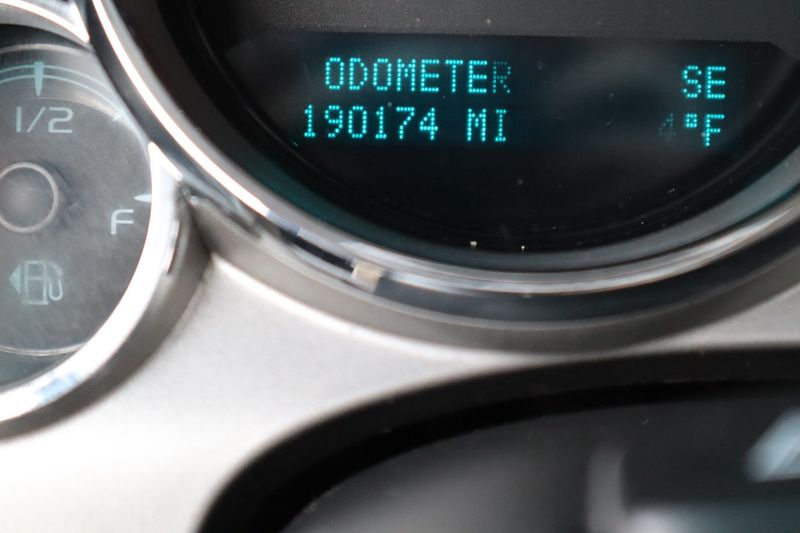 ODOMETER SE
190174 MI 4°F
1/2
F